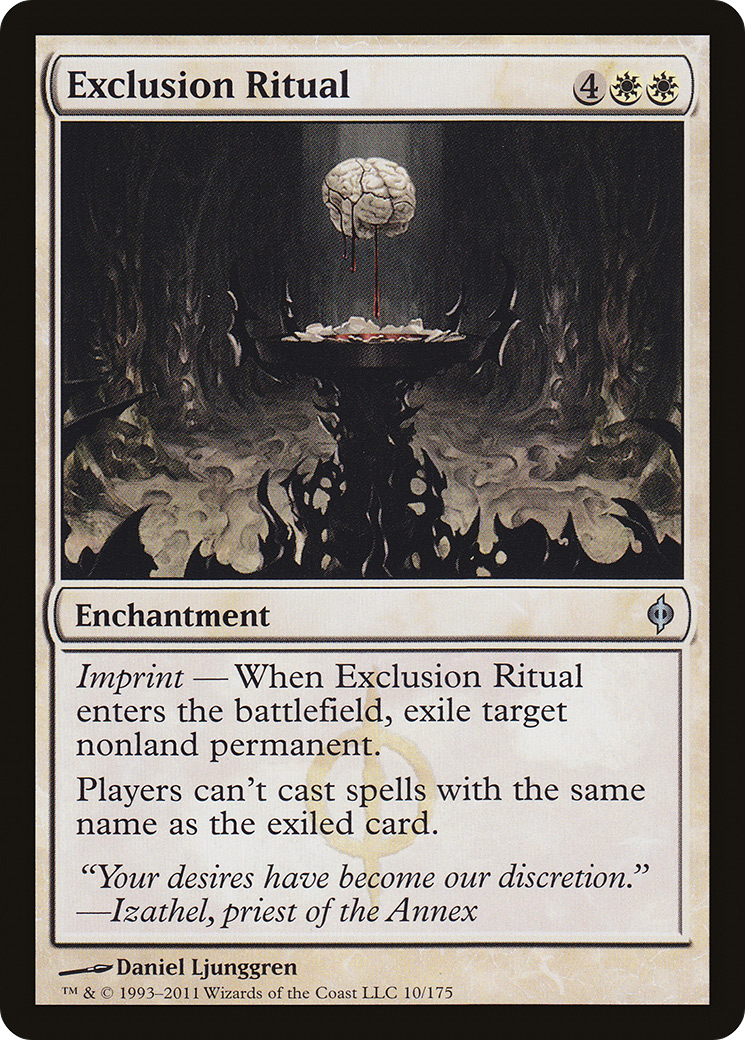 Exclusion Ritual 4
Enchantment
Imprint — When Exclusion Ritual
enters the battlefield, exile target
nonland permanent.
Players can't cast spells with the same
name as the exiled card.
“Your desires have become our discretion.”
—Izathel, priest of the Annex
Daniel Ljunggren
™ & © 1993–2011 Wizards of the Coast LLC 10/175